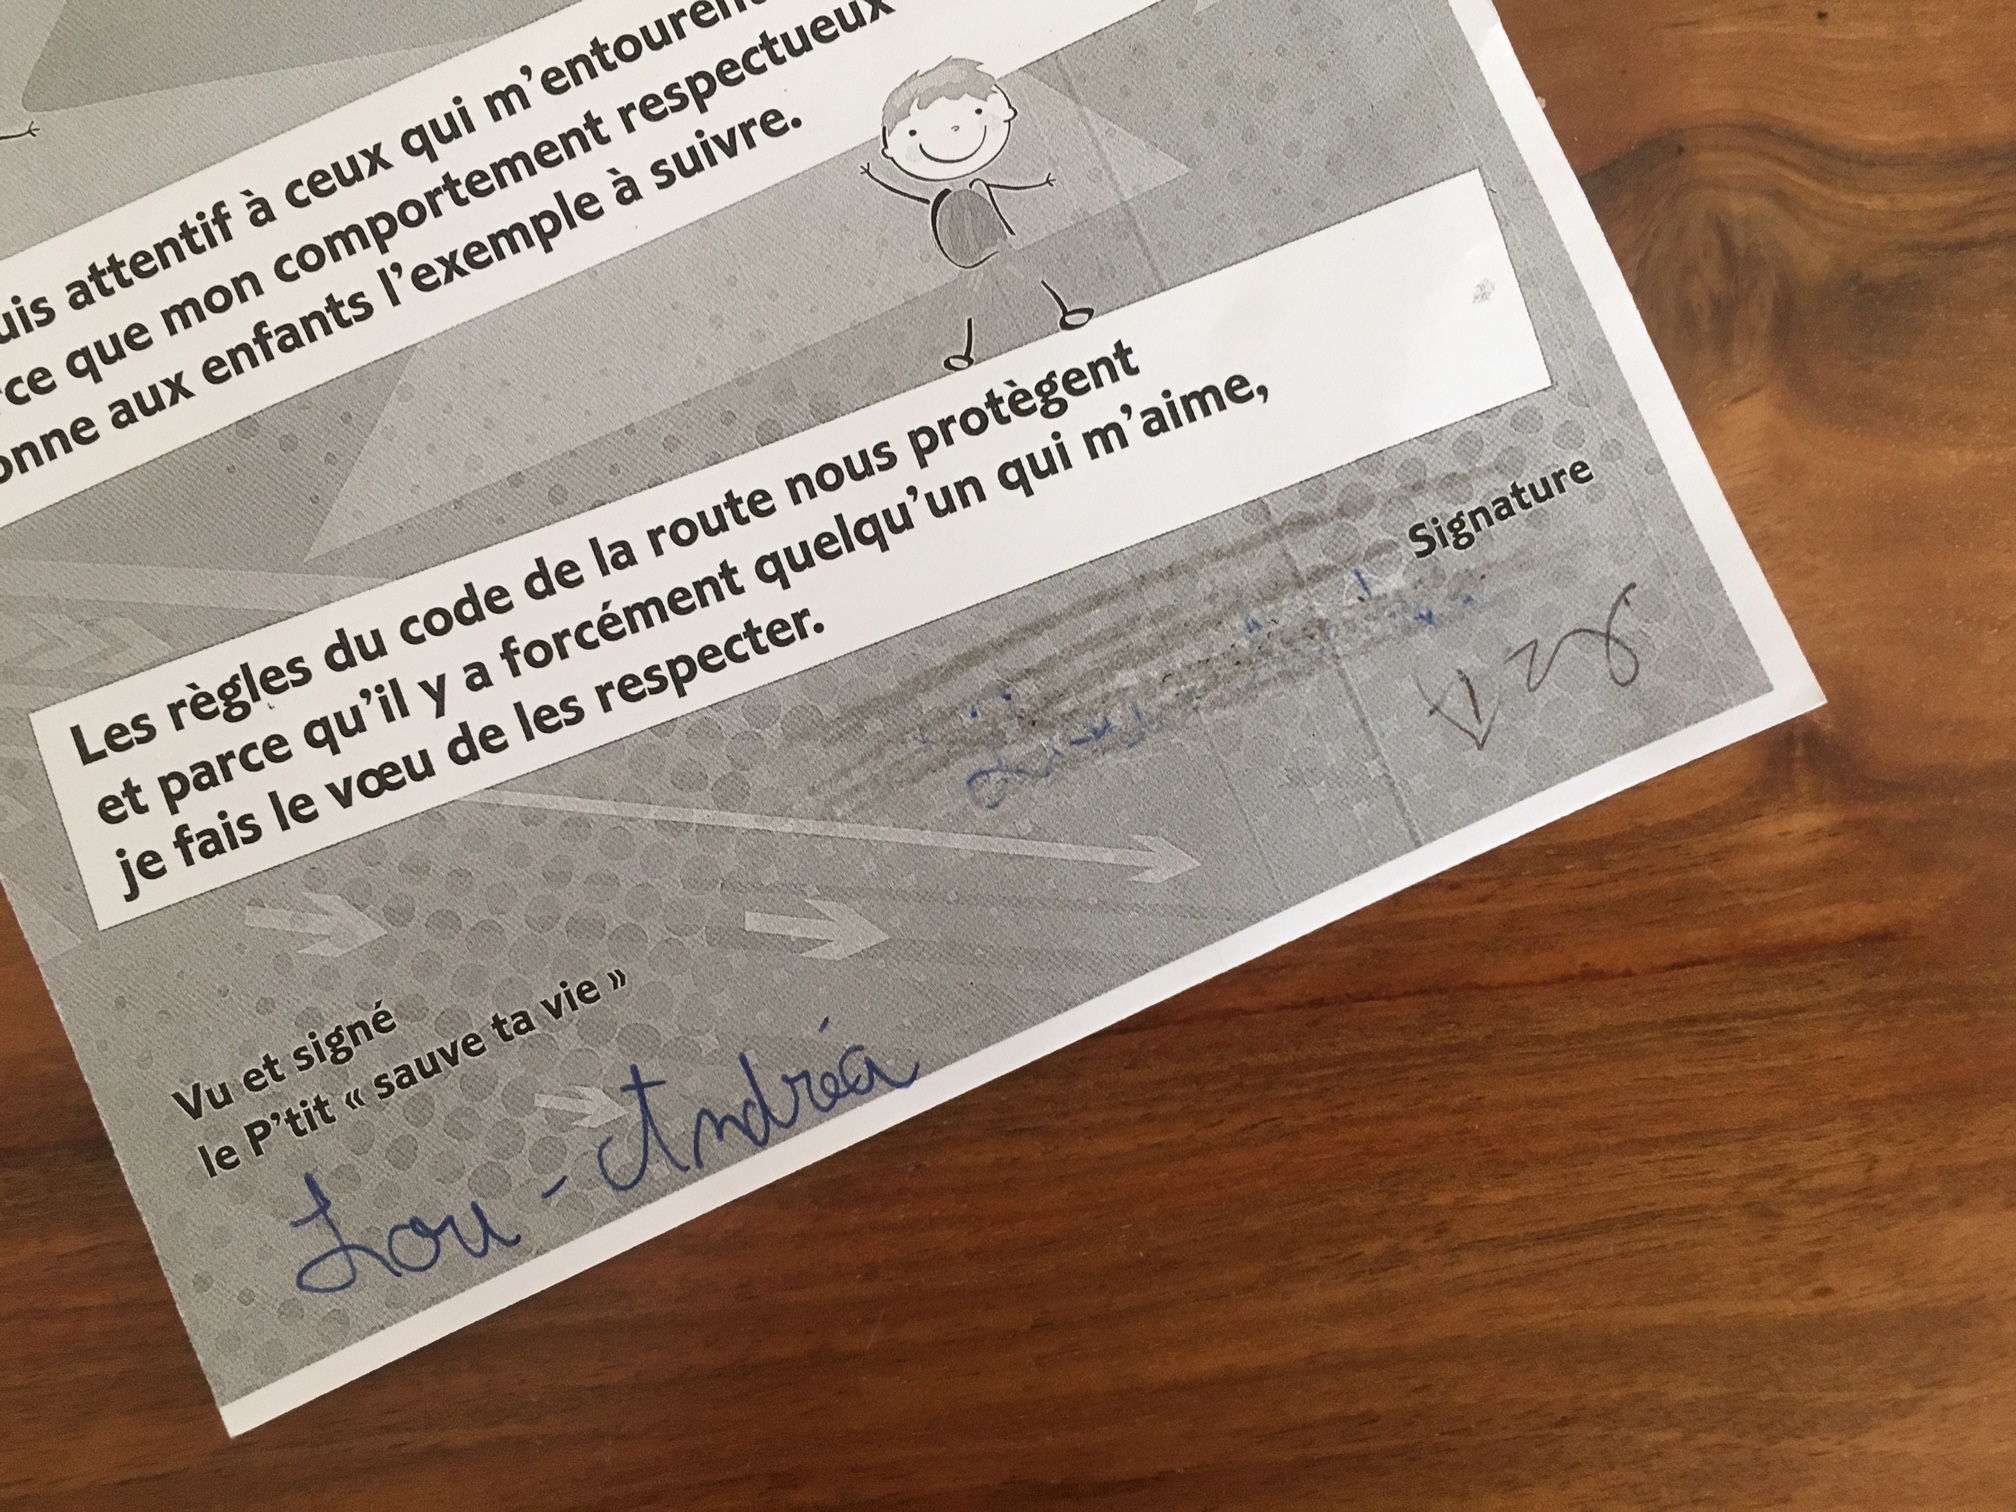 uis attentif à ceux qui m'entourent
rce que mon comportement respectueux
onne aux enfants l'exemple à suivre.
Les règles du code de la route nous protègent
et parce qu'il y a forcément quelqu'un qui m'aime,
je fais le vœu de les respecter.
Signature
Vu et signé
le P'tit « sauve ta vie »
Lou-Andréa